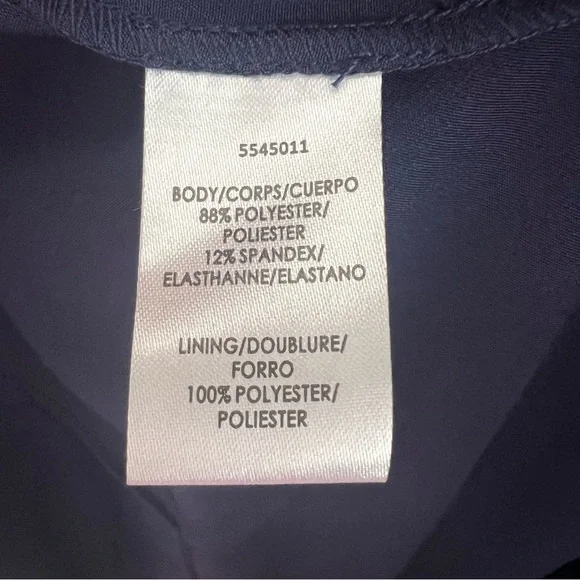 5545011
BODY/CORPS/CUERPO
88% POLYESTER/
POLIESTER
12% SPANDEX/
ELASTHANNE/ELASTANO
LINING/DOUBLURE/
FORRO
100% POLYESTER/
POLIESTER